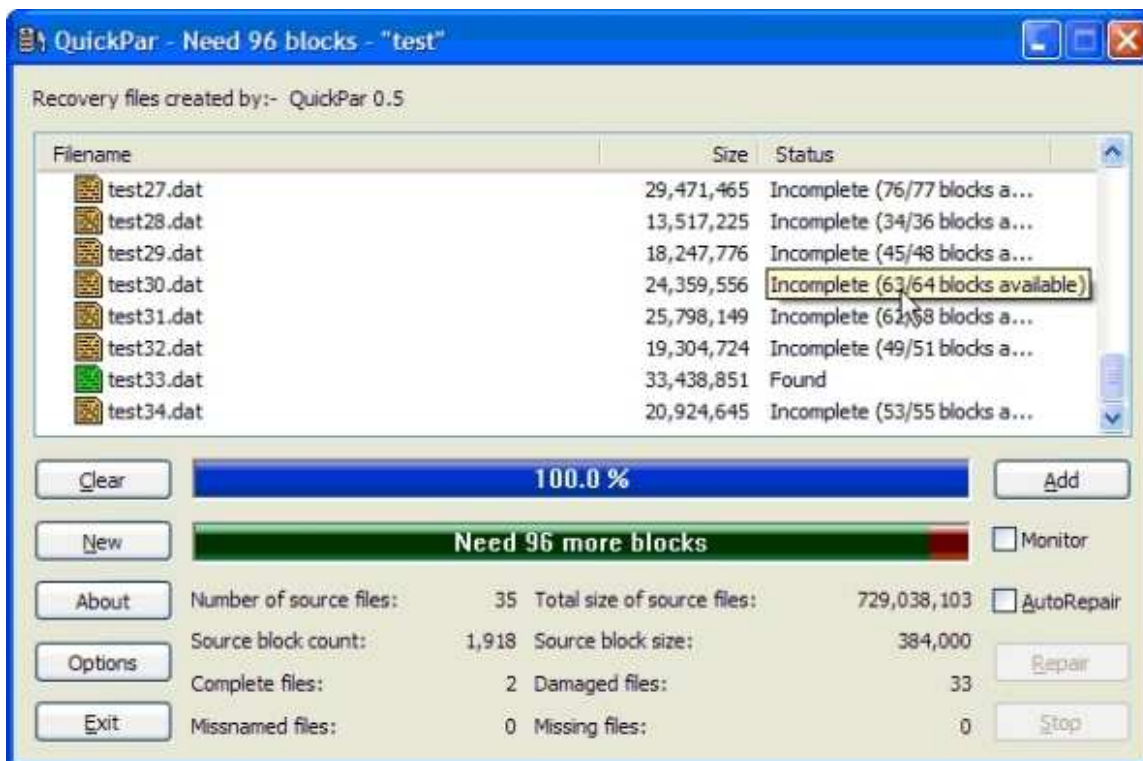 QuickPar - Need 96 blocks - "test"
Recovery files created by:- QuickPar 0.5
Filename Size Status
test27.dat 29,471,465 Incomplete (76/77 blocks a...
test28.dat 13,517,225 Incomplete (34/36 blocks a...
test29.dat 18,247,776 Incomplete (45/48 blocks a...
test30.dat 24,359,556 Incomplete (63/64 blocks available)
test31.dat 25,798,149 Incomplete (62/68 blocks a...
test32.dat 19,304,724 Incomplete (49/51 blocks a...
test33.dat 33,438,851 Found
test34.dat 20,924,645 Incomplete (53/55 blocks a...
Clear 100.0 % Add
New Need 96 more blocks Monitor
About Number of source files: 35 Total size of source files: 729,038,103 AutoRepair
Source block count: 1,918 Source block size: 384,000
Options Repair
Complete files: 2 Damaged files: 33
Exit Missnamed files: 0 Missing files: 0 Stop